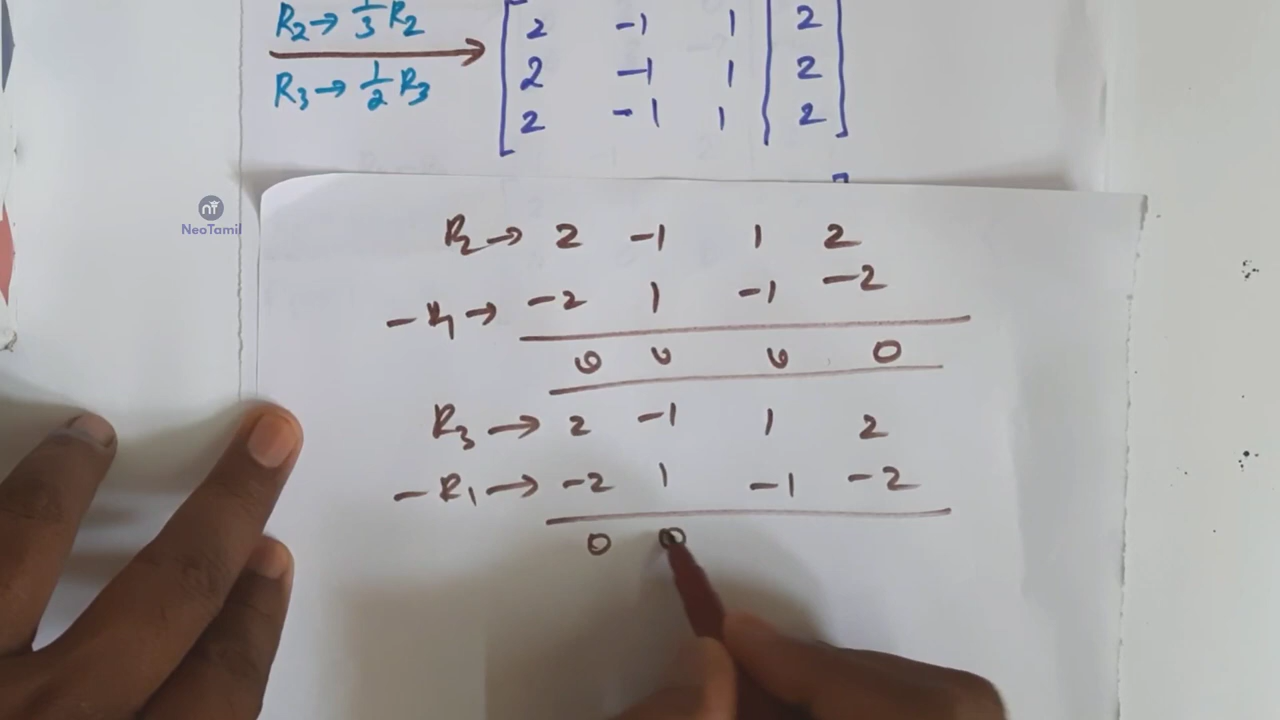 R₂→ 1/3 R₂
R₃→ 1/2 R₃
2 -1 1 | 2
2 -1 1 | 2
2 -1 1 | 2
NeoTamil
R₂→ 2 -1 1 2
-R₁→ -2 1 -1 -2
0 0 0 0
R₃→ 2 -1 1 2
-R₁→ -2 1 -1 -2
0 0